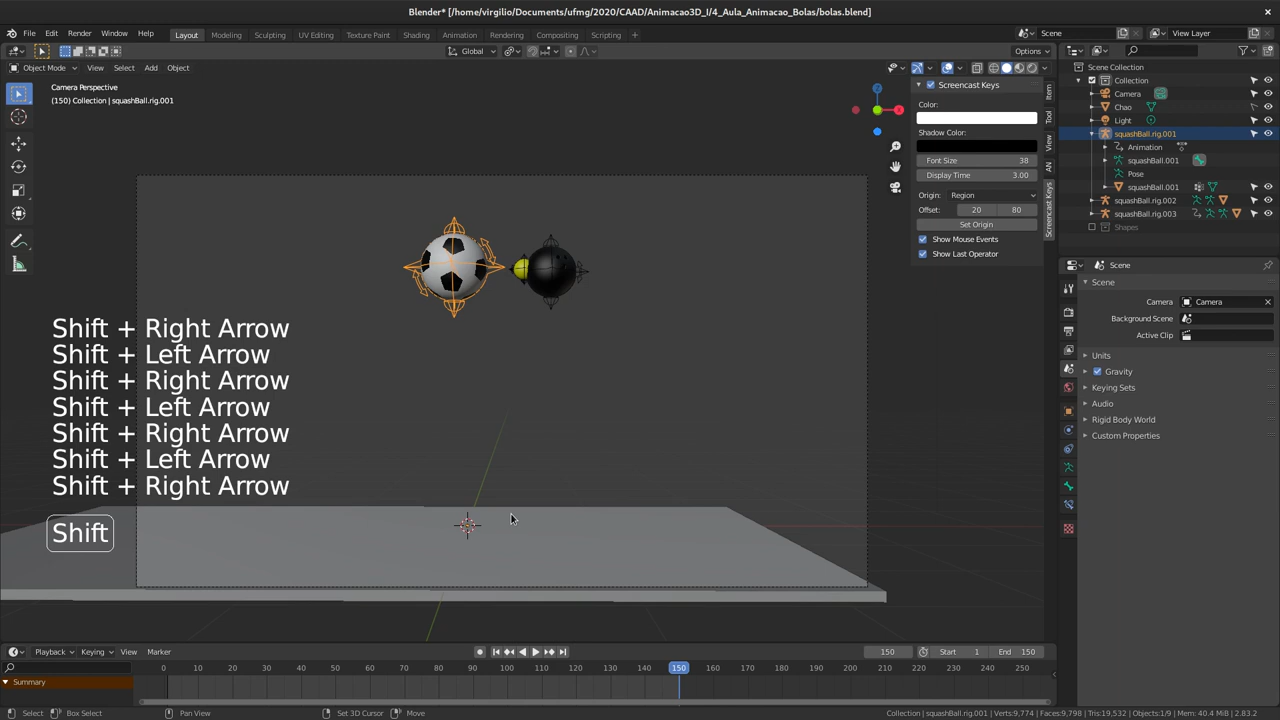 Blender* [/home/virgilio/Documents/ufmg/2020/CAAD/Animacao3D_I/4_Aula_Animacao_Bolas/bolas.blend]
File Edit Render Window Help Layout Modeling Sculpting UV Editing Texture Paint Shading Animation Rendering Compositing Scripting + Scene View Layer
Global Options
Object Mode View Select Add Object
Camera Perspective
(150) Collection | squashBall.rig.001
Screencast Keys
Color:
Shadow Color:
Font Size 38
Display Time 3.00
Origin: Region
Offset: 20 80
Set Origin
Show Mouse Events
Show Last Operator
Item
Tool
View
AN
Screencast Keys
Scene Collection
Collection
Camera
Chao
Light
squashBall.rig.001
Animation
squashBall.001
Pose
squashBall.001
squashBall.rig.002
squashBall.rig.003
Shapes
Scene
Scene
Camera Camera
Background Scene
Active Clip
Units
Gravity
Keying Sets
Audio
Rigid Body World
Custom Properties
Shift + Right Arrow
Shift + Left Arrow
Shift + Right Arrow
Shift + Left Arrow
Shift + Right Arrow
Shift + Left Arrow
Shift + Right Arrow
Shift
Z
X
Playback Keying View Marker 150 Start 1 End 150
0 10 20 30 40 50 60 70 80 90 100 110 120 130 140 150 160 170 180 190 200 210 220 230 240 250
Summary
Select Box Select Pan View Set 3D Cursor Move Collection | squashBall.rig.001 | Verts:9,774 | Faces:9,798 | Tris:19,532 | Objects:1/9 | Mem: 40.4 MiB | 2.83.2